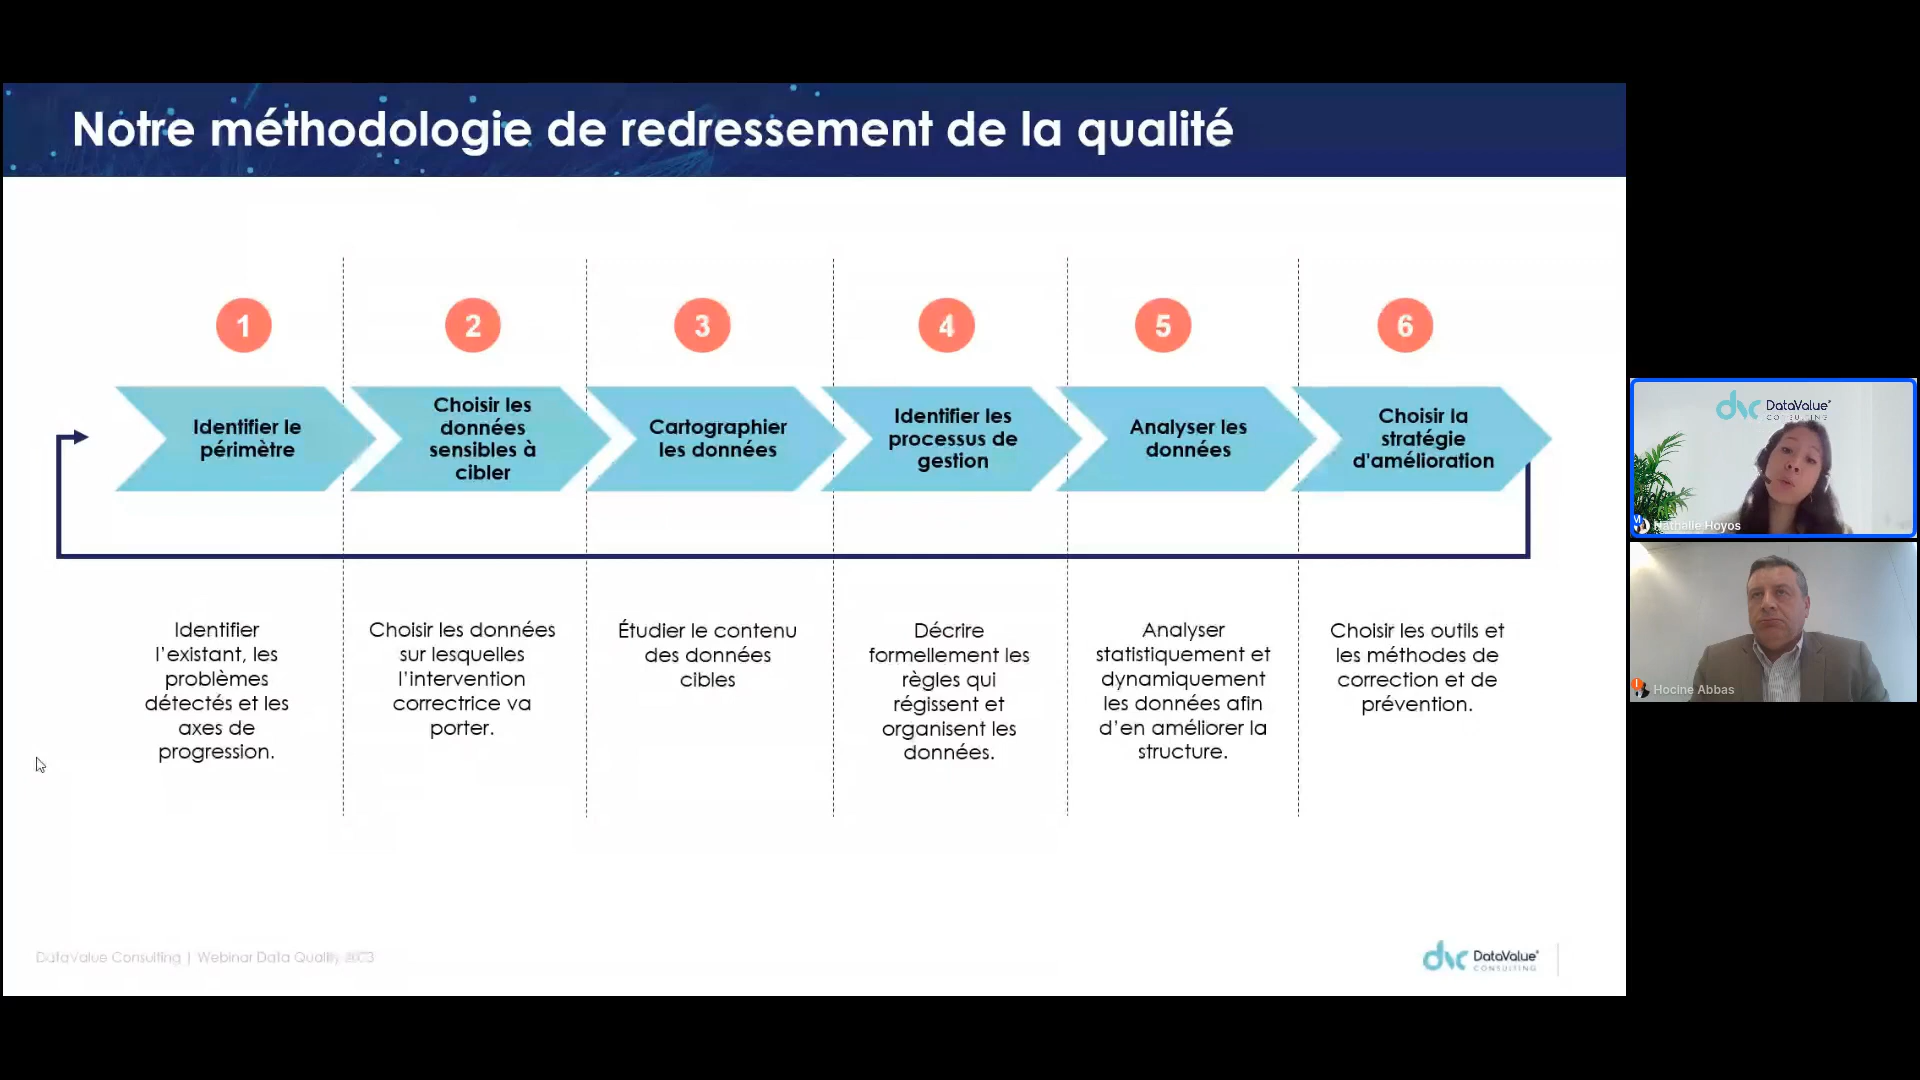 Notre méthodologie de redressement de la qualité
1
2
3
4
5
6
Identifier le
périmètre
Choisir les
données
sensibles à
cibler
Cartographier
les données
Identifier les
processus de
gestion
Analyser les
données
Choisir la
stratégie
d'amélioration
Identifier
l'existant, les
problèmes
détectés et les
axes de
progression.
Choisir les données
sur lesquelles
l'intervention
correctrice va
porter.
Étudier le contenu
des données
cibles
Décrire
formellement les
règles qui
régissent et
organisent les
données.
Analyser
statistiquement et
dynamiquement
les données afin
d'en améliorer la
structure.
Choisir les outils et
les méthodes de
correction et de
prévention.
DataValue Consulting | Webinar Data Quality
dvc DataValue
CONSULTING
dvc DataValue
CONSULTING
Nathalie Hoyos
Hocine Abbas